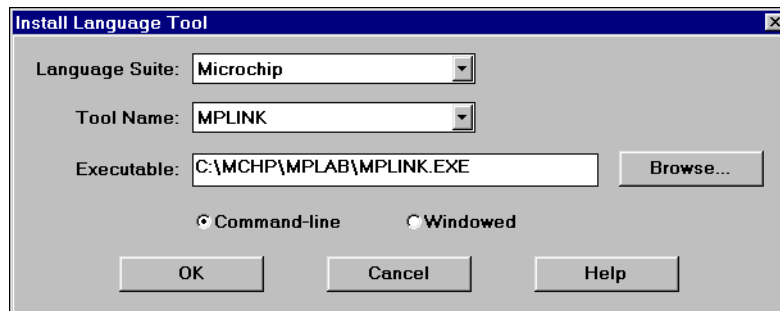 Install Language Tool
Language Suite: Microchip
Tool Name: MPLINK
Executable: C:\MCHP\MPLAB\MPLINK.EXE Browse...
Command-line Windowed
OK Cancel Help